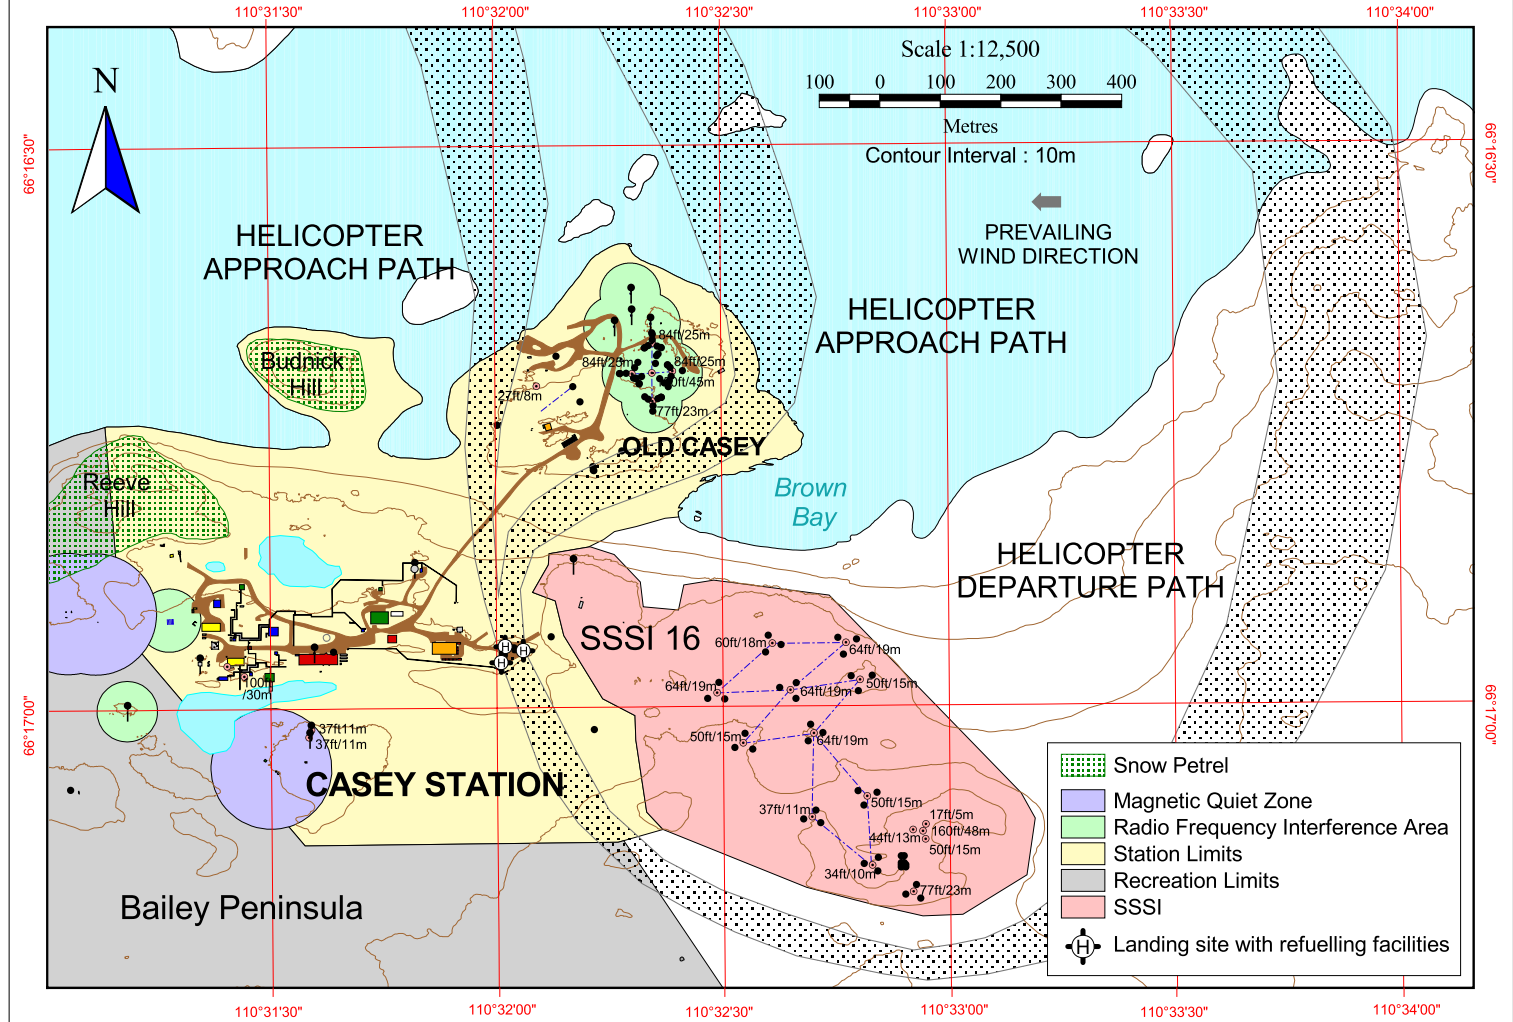 110°31'30"
110°32'00"
110°32'30"
110°33'00"
110°33'30"
110°34'00"
Scale 1:12,500
100 0 100 200 300 400
Metres
Contour Interval : 10m
N
66°16'30"
66°16'30"
PREVAILING
WIND DIRECTION
HELICOPTER
APPROACH PATH
HELICOPTER
APPROACH PATH
84ft/25m
84ft/25m
84ft/25m
77ft/23m
27ft/8m
Budnick
Hill
OLD CASEY
Reeve
Hill
Brown
Bay
HELICOPTER
DEPARTURE PATH
SSSI 16
60ft/18m
64ft/19m
64ft/19m
64ft/19m
50ft/15m
H
H
H
100ft
/30m
66°17'00"
66°17'00"
37ft11m
37ft/11m
50ft/15m
64ft/19m
CASEY STATION
37ft/11m
50ft/15m
17ft/5m
44ft/13m
160ft/48m
50ft/15m
34ft/10m
77ft/23m
Bailey Peninsula
Snow Petrel
Magnetic Quiet Zone
Radio Frequency Interference Area
Station Limits
Recreation Limits
SSSI
H Landing site with refuelling facilities
110°31'30"
110°32'00"
110°32'30"
110°33'00"
110°33'30"
110°34'00"